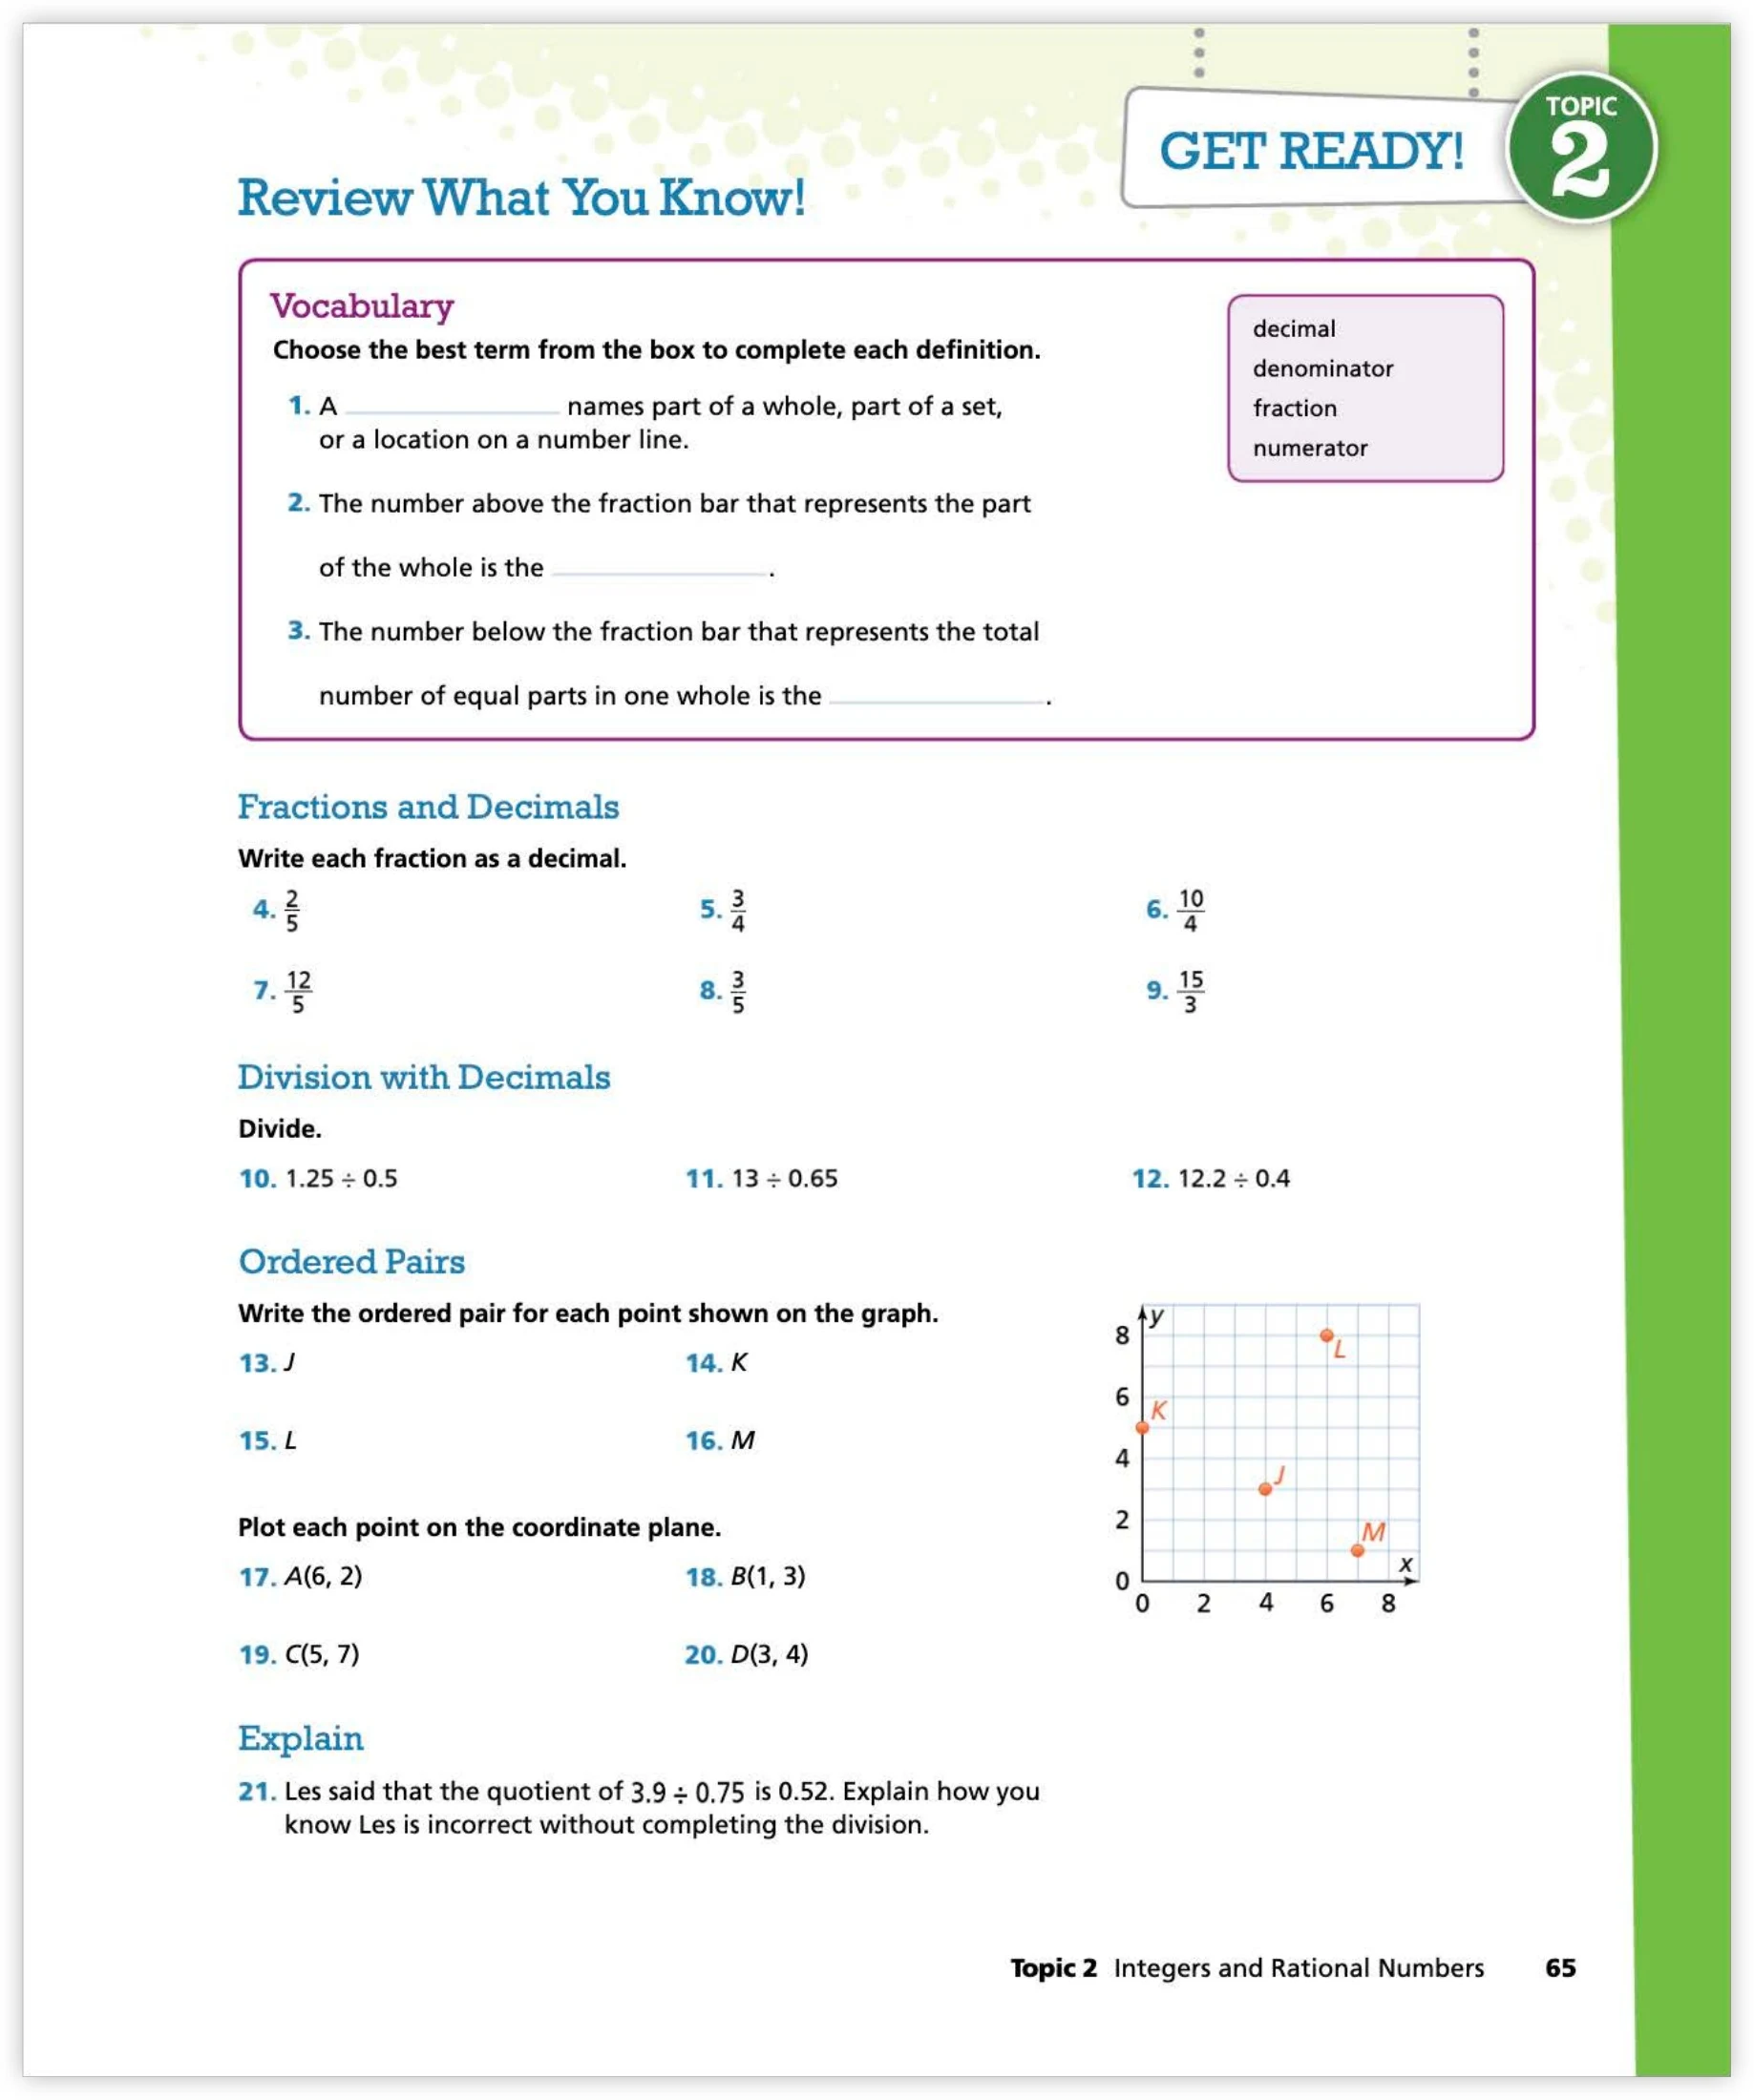 GET READY!
TOPIC
2
Review What You Know!
Vocabulary
Choose the best term from the box to complete each definition.
decimal
denominator
fraction
numerator
1. A ____________ names part of a whole, part of a set,
or a location on a number line.
2. The number above the fraction bar that represents the part
of the whole is the ____________.
3. The number below the fraction bar that represents the total
number of equal parts in one whole is the ____________.
Fractions and Decimals
Write each fraction as a decimal.
4. 2/5 5. 3/4 6. 10/4
7. 12/5 8. 3/5 9. 15/3
Division with Decimals
Divide.
10. 1.25 ÷ 0.5 11. 13 ÷ 0.65 12. 12.2 ÷ 0.4
Ordered Pairs
Write the ordered pair for each point shown on the graph.
13. J 14. K
15. L 16. M
Plot each point on the coordinate plane.
17. A(6, 2) 18. B(1, 3)
19. C(5, 7) 20. D(3, 4)
y
8
L
6
K
4
J
2
M
x
0
0 2 4 6 8
Explain
21. Les said that the quotient of 3.9 ÷ 0.75 is 0.52. Explain how you
know Les is incorrect without completing the division.
Topic 2 Integers and Rational Numbers 65